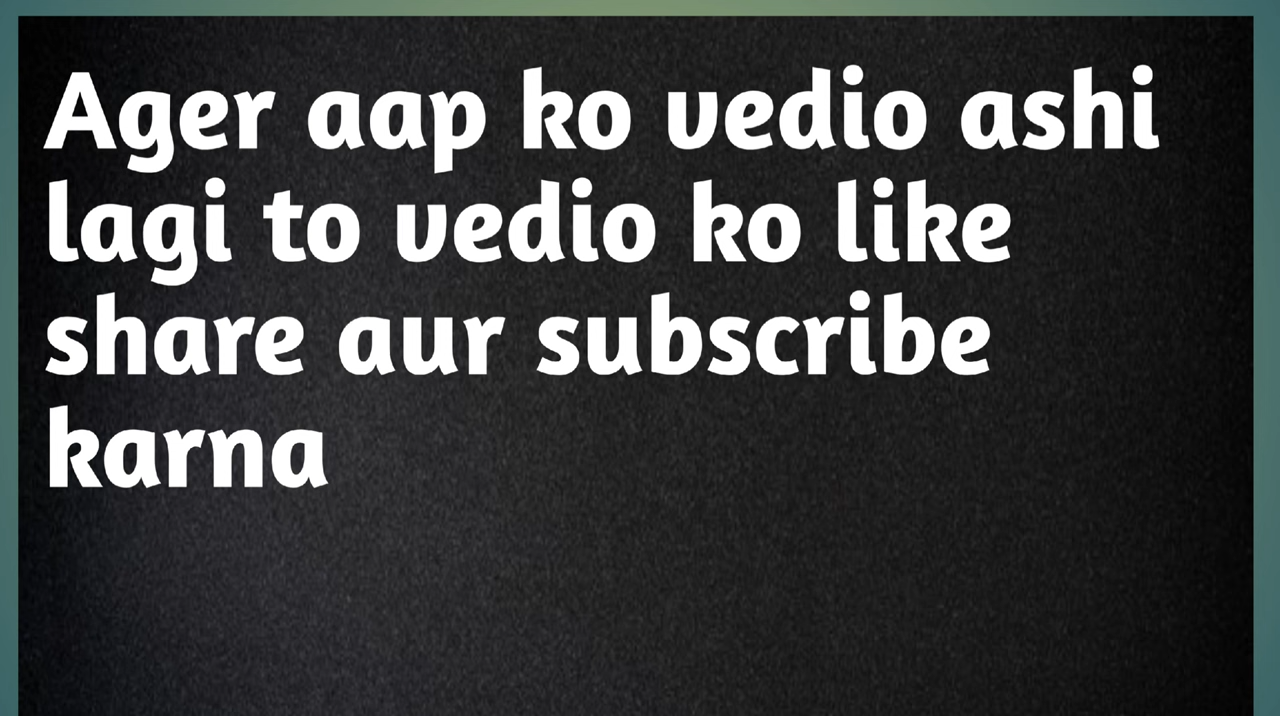 Ager aap ko vedio ashi
lagi to vedio ko like
share aur subscribe
karna